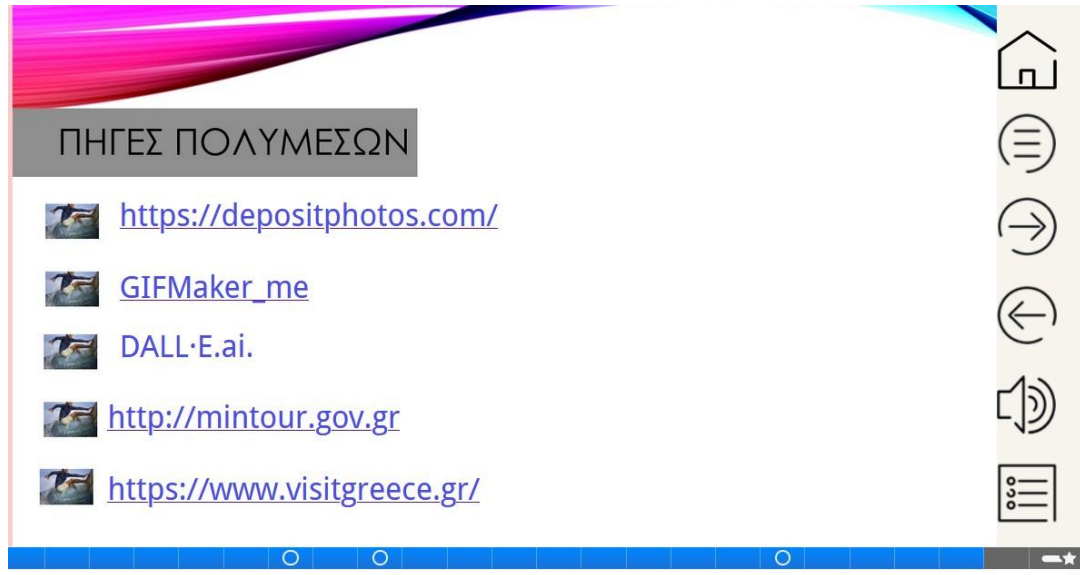 ΠΗΓΕΣ ΠΟΛΥΜΕΣΩΝ
https://depositphotos.com/
GIFMaker_me
DALL·E.ai.
http://mintour.gov.gr
https://www.visitgreece.gr/